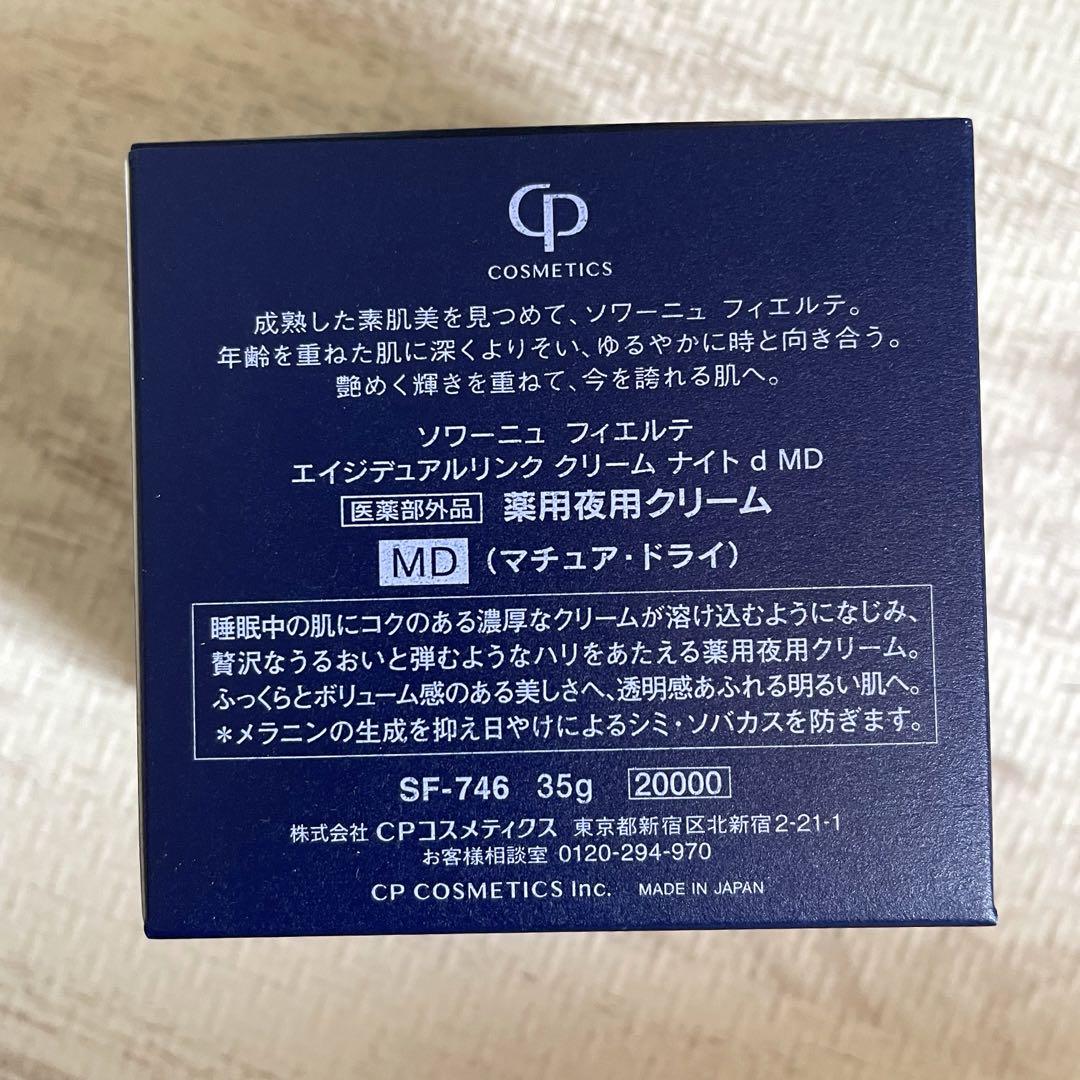 CP
COSMETICS
成熟した素肌美を見つめて、ソワーニュ フィエルテ。
年齢を重ねた肌に深くよりそい、ゆるやかに時と向き合う。
艶めく輝きを重ねて、今を誇れる肌へ。
ソワーニュ フィエルテ
エイジデュアルリンク クリーム ナイト d MD
医薬部外品 薬用夜用クリーム
MD (マチュア・ドライ)
睡眠中の肌にコクのある濃厚なクリームが溶け込むようになじみ、
贅沢なうるおいと弾むようなハリをあたえる薬用夜用クリーム。
ふっくらとボリューム感のある美しさへ、透明感あふれる明るい肌へ。
*メラニンの生成を抑え日やけによるシミ・ソバカスを防ぎます。
SF-746 35g 20000
株式会社 CPコスメティクス 東京都新宿区北新宿2-21-1
お客様相談室 0120-294-970
CP COSMETICS Inc. MADE IN JAPAN